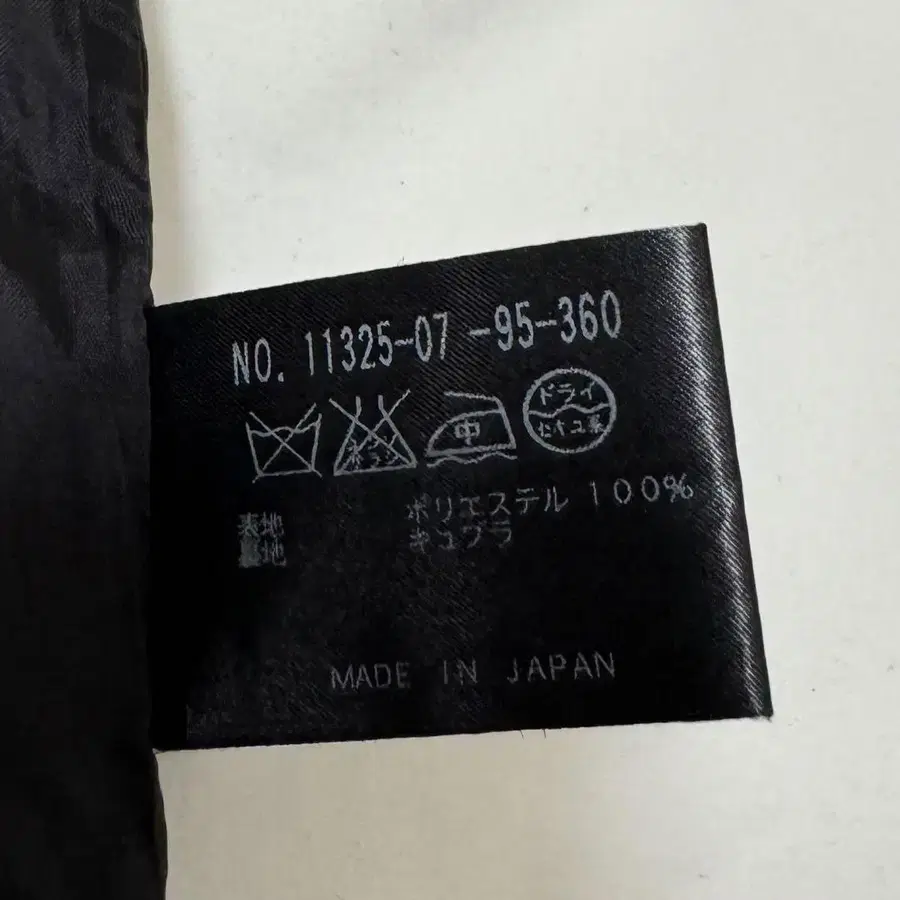 NO. 11325-07 -95-360
中 ドライ
セキユ系
表地 ポリエステル 100%
裏地 キュプラ
MADE IN JAPAN